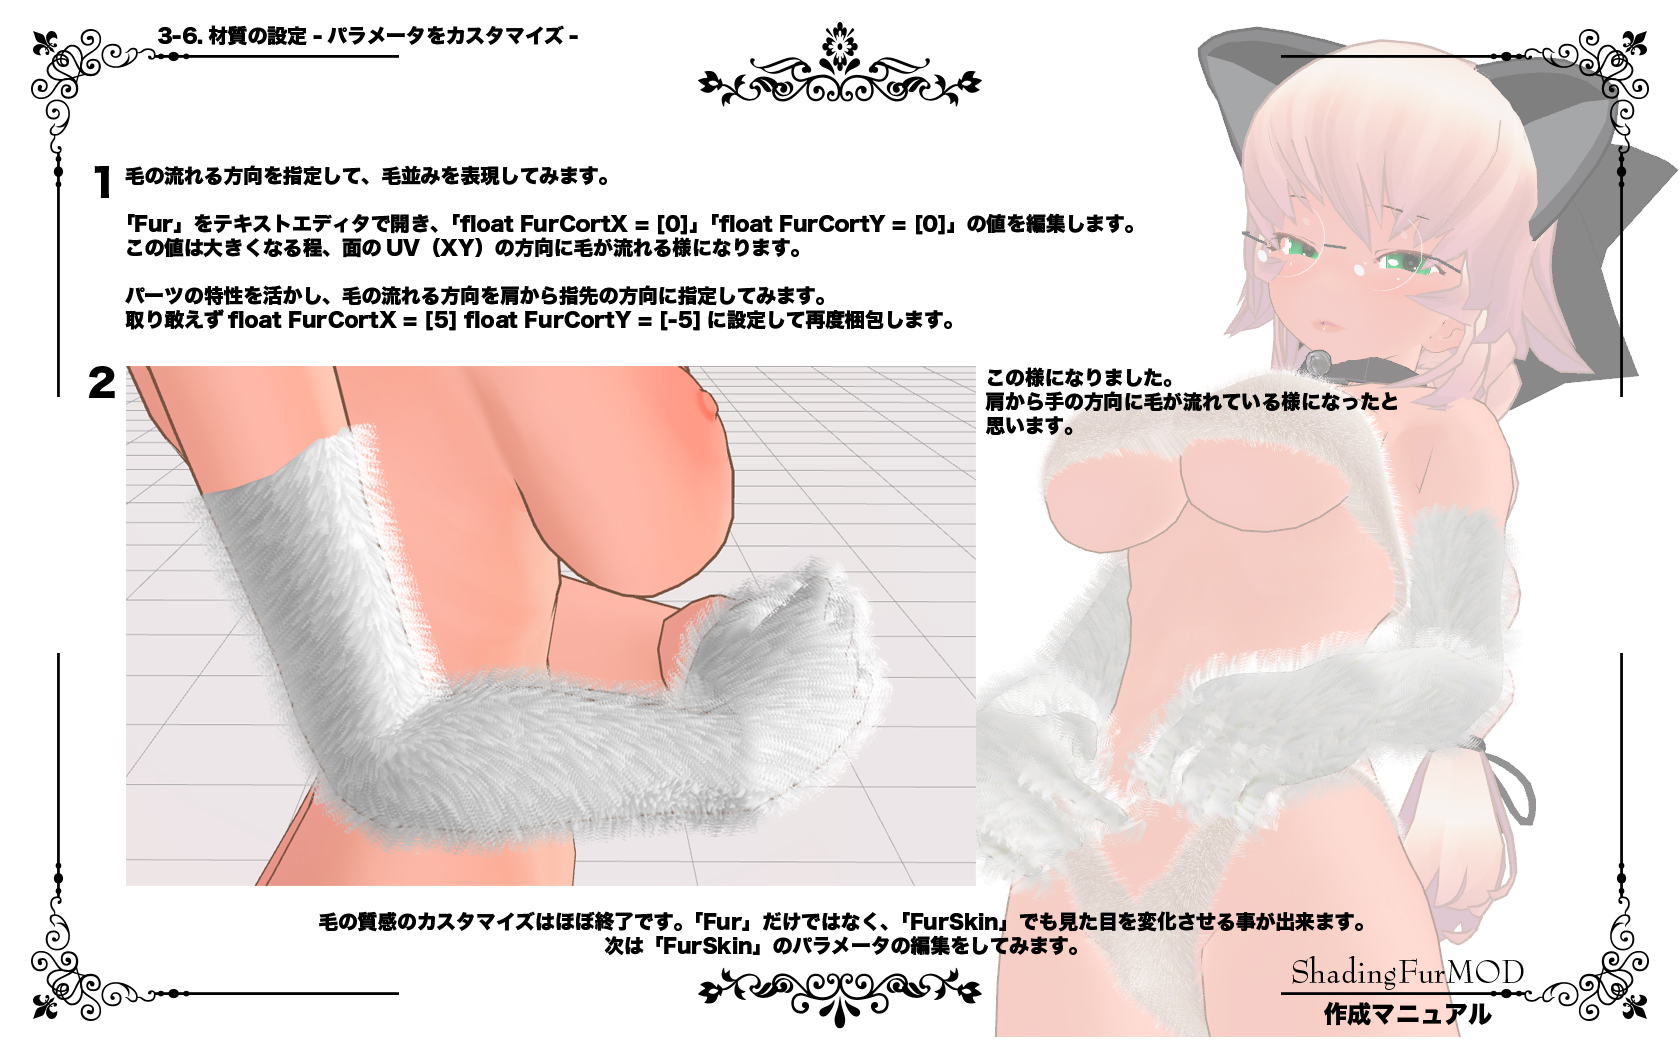 3-6. 材質の設定 - パラメータをカスタマイズ -
1 毛の流れる方向を指定して、毛並みを表現してみます。
「Fur」をテキストエディタで開き、「float FurCortX = [0]」「float FurCortY = [0]」の値を編集します。
この値は大きくなる程、面の UV（XY）の方向に毛が流れる様になります。
パーツの特性を活かし、毛の流れる方向を肩から指先の方向に指定してみます。
取り敢えず float FurCortX = [5] float FurCortY = [-5] に設定して再度梱包します。
2
この様になりました。
肩から手の方向に毛が流れている様になったと
思います。
毛の質感のカスタマイズはほぼ終了です。「Fur」だけではなく、「FurSkin」でも見た目を変化させる事が出来ます。
次は「FurSkin」のパラメータの編集をしてみます。
ShadingFurMOD
作成マニュアル